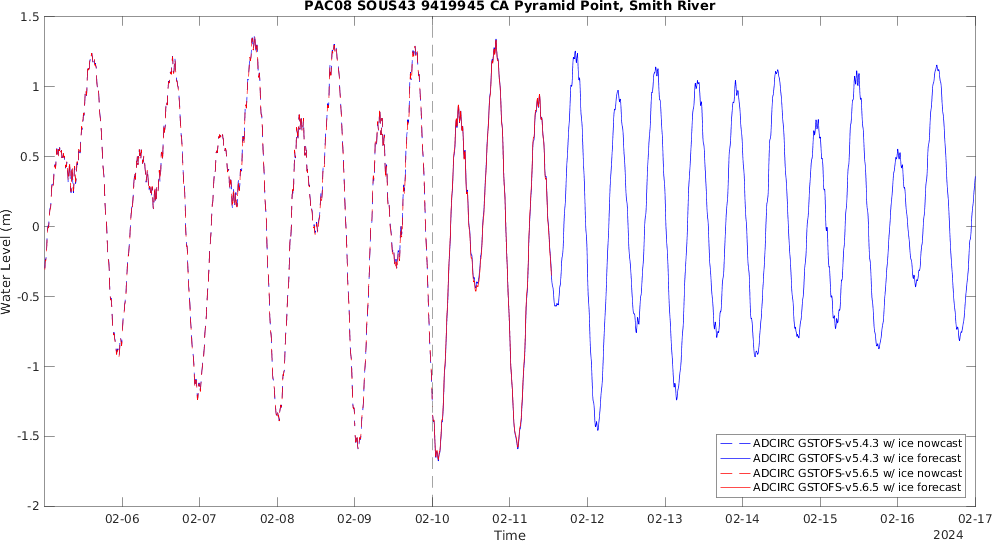 PAC08 SOUS43 9419945 CA Pyramid Point, Smith River
1.5
1
0.5
0
-0.5
-1
-1.5
-2
Water Level (m)
02-06 02-07 02-08 02-09 02-10 02-11 02-12 02-13 02-14 02-15 02-16 02-17
Time
2024
ADCIRC GSTOFS-v5.4.3 w/ ice nowcast
ADCIRC GSTOFS-v5.4.3 w/ ice forecast
ADCIRC GSTOFS-v5.6.5 w/ ice nowcast
ADCIRC GSTOFS-v5.6.5 w/ ice forecast